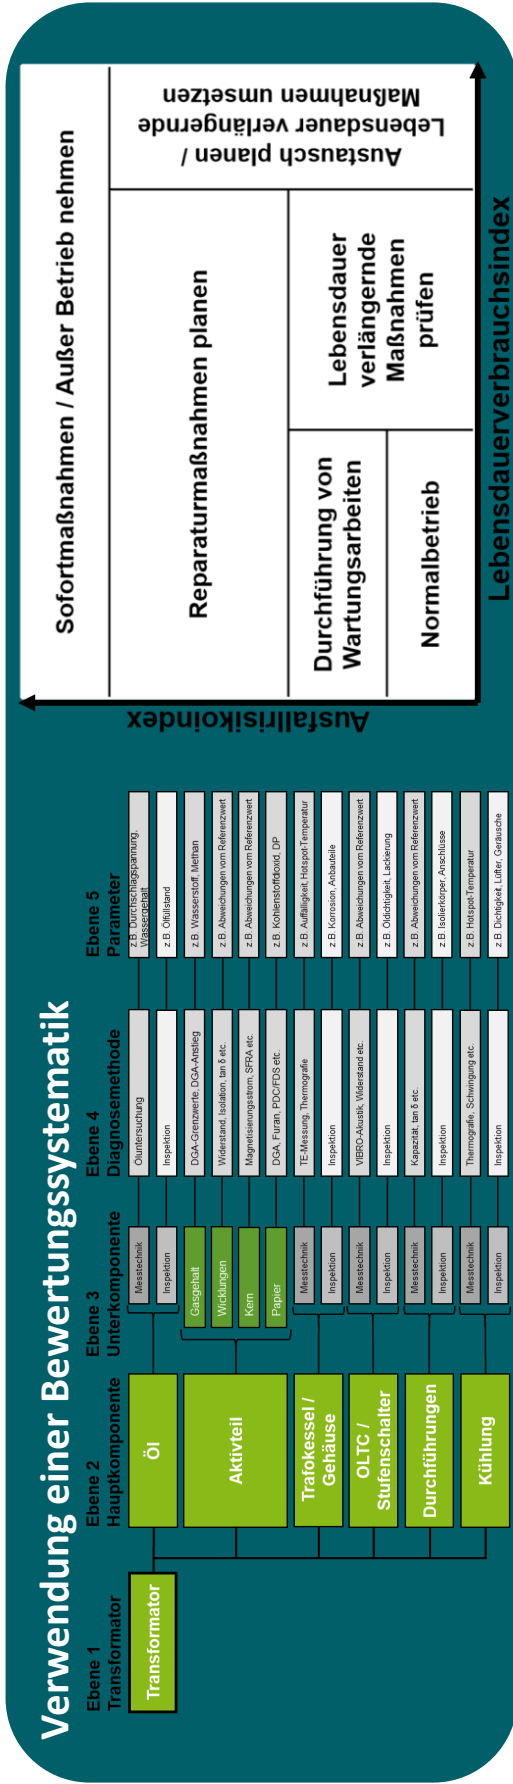 Verwendung einer Bewertungssystematik
Ebene 1
Transformator
Ebene 2
Hauptkomponente
Ebene 3
Unterkomponente
Ebene 4
Diagnosemethode
Ebene 5
Parameter
Transformator
Öl
Messtechnik
Öluntersuchung
z.B. Durchschlagspannung,
Wassergehalt
Inspektion
Inspektion
z.B. Ölfüllstand
Aktivteil
Gasgehalt
DGA-Grenzwerte, DGA-Anstieg
z.B. Wasserstoff, Methan
Wicklungen
Widerstand, Isolation, tan δ etc.
z.B. Abweichungen vom Referenzwert
Kern
Magnetisierungsstrom, SFRA etc.
z.B. Abweichungen vom Referenzwert
Papier
DGA, Furan, PDC/FDS etc.
z.B. Kohlenstoffdioxid, DP
Trafokessel /
Gehäuse
Messtechnik
TE-Messung, Thermografie
z.B. Auffälligkeit, Hotspot-Temperatur
Inspektion
Inspektion
z.B. Korrosion, Anbauteile
OLTC /
Stufenschalter
Messtechnik
VIBRO-Akustik, Widerstand etc.
z.B. Abweichungen vom Referenzwert
Inspektion
Inspektion
z.B. Öldichtigkeit, Lackierung
Durchführungen
Messtechnik
Kapazität, tan δ etc.
z.B. Abweichungen vom Referenzwert
Inspektion
Inspektion
z.B. Isolierkörper, Anschlüsse
Kühlung
Messtechnik
Thermografie, Schwingung etc.
z.B. Hotspot-Temperatur
Inspektion
Inspektion
z.B. Dichtigkeit, Lüfter, Geräusche
Ausfallrisikoindex
Sofortmaßnahmen / Außer Betrieb nehmen
Reparaturmaßnahmen planen
Austausch planen /
Lebensdauer verlängernde
Maßnahmen umsetzen
Durchführung von
Wartungsarbeiten
Lebensdauer
verlängernde
Maßnahmen
prüfen
Normalbetrieb
Lebensdauerverbrauchsindex